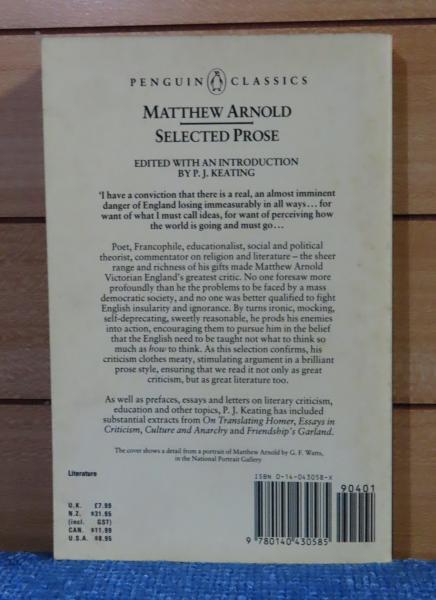 PENGUIN CLASSICS
MATTHEW ARNOLD
SELECTED PROSE
EDITED WITH AN INTRODUCTION
BY P. J. KEATING
'I have a conviction that there is a real, an almost imminent
danger of England losing immeasurably in all ways... for
want of what I must call ideas, for want of perceiving how
the world is going and must go...
Poet, Francophile, educationalist, social and political
theorist, commentator on religion and literature – the sheer
range and richness of his gifts made Matthew Arnold
Victorian England's greatest critic. No one foresaw more
profoundly than he the problems to be faced by a mass
democratic society, and no one was better qualified to fight
English insularity and ignorance. By turns ironic, mocking,
self-deprecating, sweetly reasonable, he prods his enemies
into action, encouraging them to pursue him in the belief
that the English need to be taught not what to think so
much as how to think. As this selection confirms, his
criticism clothes meaty, stimulating argument in a brilliant
prose style, ensuring that we read it not only as great
criticism, but as great literature too.
As well as prefaces, essays and letters on literary criticism,
education and other topics, P. J. Keating has included
substantial extracts from On Translating Homer, Essays in
Criticism, Culture and Anarchy and Friendship's Garland.
The cover shows a detail from a portrait of Matthew Arnold by G. F. Watts,
in the National Portrait Gallery
Literature
ISBN 0-14-043058-X
90401
U.K. £7.99
N.Z. $21.95
(incl. GST)
CAN. $11.99
U.S.A. $8.95
9 780140 430585